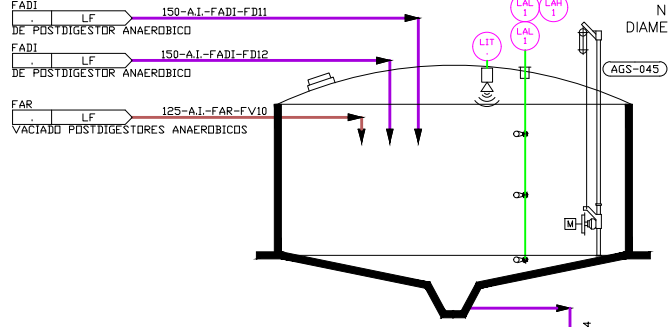 FADI
. LF
150-A.I.-FADI-FD11
DE POSTDIGESTOR ANAEROBICO
FADI
. LF
150-A.I.-FADI-FD12
DE POSTDIGESTOR ANAEROBICO
FAR
. LF
125-A.I.-FAR-FV10
VACIADO POSTDIGESTORES ANAEROBICOS
LAL
1
LAH
1
LAL
1
LIT
.
N
DIAME
AGS-045
M
4